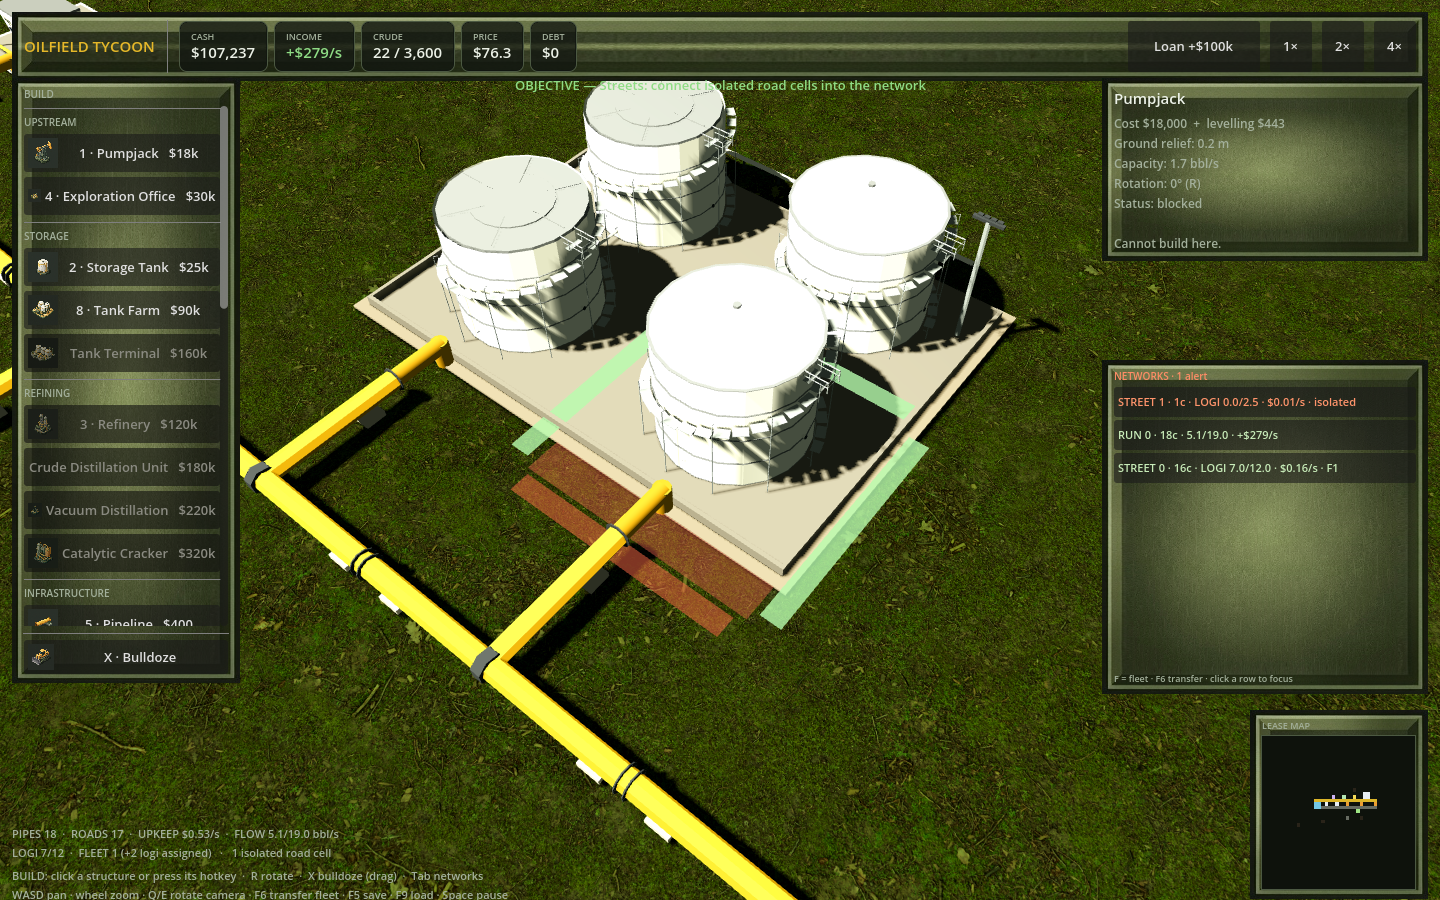 OILFIELD TYCOON
CASH
$107,237
INCOME
+$279/s
CRUDE
22 / 3,600
PRICE
$76.3
DEBT
$0
Loan +$100k
1×
2×
4×
OBJECTIVE — Streets: connect isolated road cells into the network
BUILD
UPSTREAM
1 · Pumpjack $18k
4 · Exploration Office $30k
STORAGE
2 · Storage Tank $25k
8 · Tank Farm $90k
Tank Terminal $160k
REFINING
3 · Refinery $120k
Crude Distillation Unit $180k
Vacuum Distillation $220k
Catalytic Cracker $320k
INFRASTRUCTURE
5 · Pipeline $400
X · Bulldoze
Pumpjack
Cost $18,000 + levelling $443
Ground relief: 0.2 m
Capacity: 1.7 bbl/s
Rotation: 0° (R)
Status: blocked
Cannot build here.
NETWORKS · 1 alert
STREET 1 · 1c · LOGI 0.0/2.5 · $0.01/s · isolated
RUN 0 · 18c · 5.1/19.0 · +$279/s
STREET 0 · 16c · LOGI 7.0/12.0 · $0.16/s · F1
F = fleet · F6 transfer · click a row to focus
LEASE MAP
PIPES 18 · ROADS 17 · UPKEEP $0.53/s · FLOW 5.1/19.0 bbl/s
LOGI 7/12 · FLEET 1 (+2 logi assigned) · 1 isolated road cell
BUILD: click a structure or press its hotkey · R rotate · X bulldoze (drag) · Tab networks
WASD pan · wheel zoom · Q/E rotate camera · F6 transfer fleet · F5 save · F9 load · Space pause